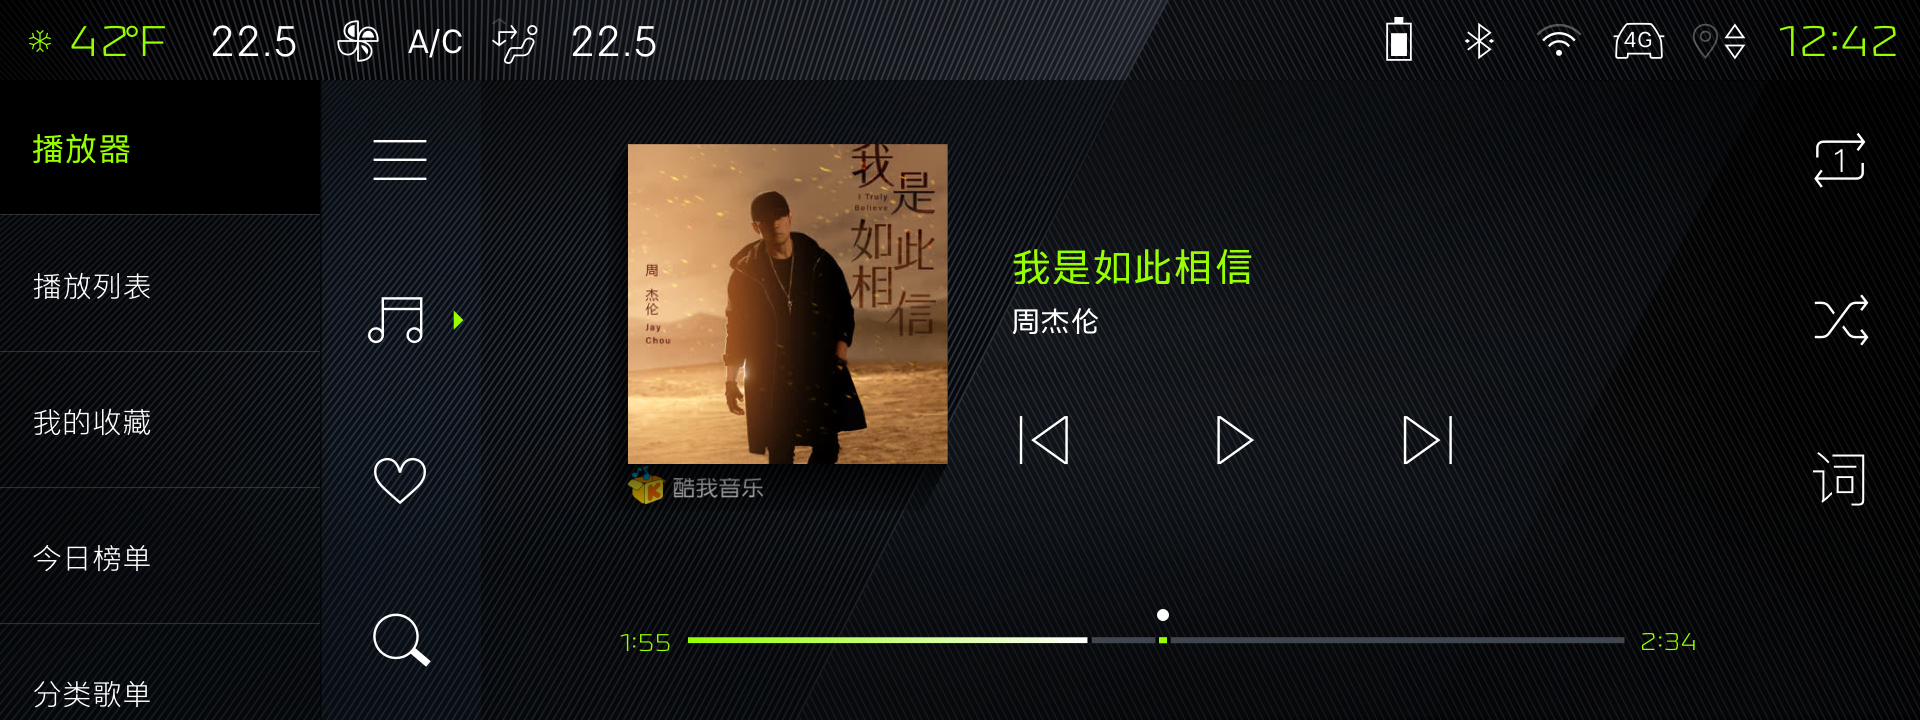 42°F 22.5 A/C 22.5 4G 12:42
播放器
播放列表
我的收藏
今日榜单
分类歌单
我是如此相信
I Truly
Believe
周杰伦
Jay
Chou
K 酷我音乐
我是如此相信
周杰伦
1
词
1:55
2:34